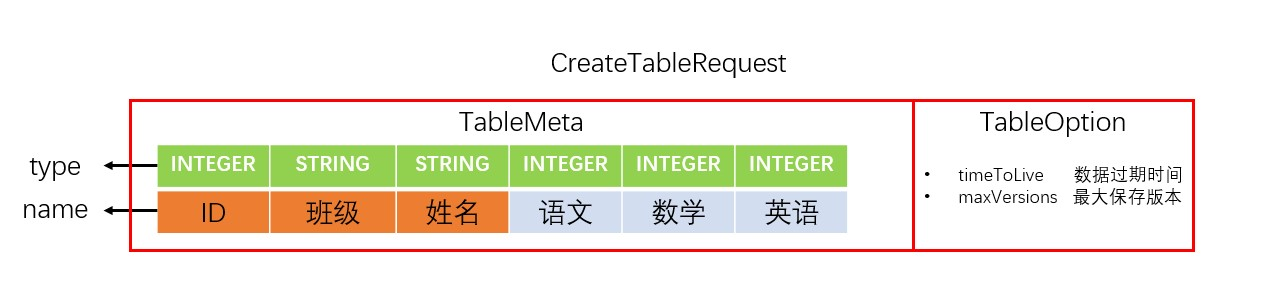 CreateTableRequest
TableMeta
TableOption
type
INTEGER STRING STRING INTEGER INTEGER INTEGER
name
ID 班级 姓名 语文 数学 英语
• timeToLive 数据过期时间
• maxVersions 最大保存版本